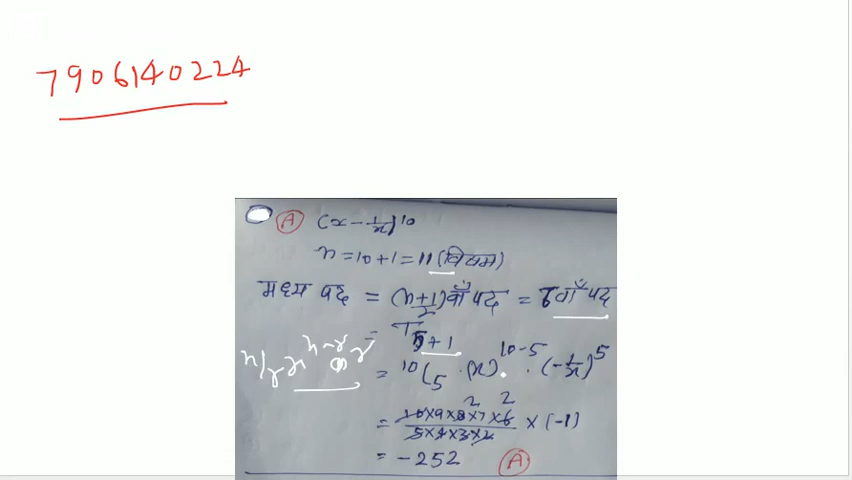 7906140224
(A) (x - 1/x)^10
n = 10+1 = 11 (विषम)
मध्य पद = (n+1)/2 वाँ पद = 6 वाँ पद
= T5+1
= 10C5 . (x)^10-5 . (-1/x)^5
= 10×9×8×7×6 / 5×4×3×2 × (-1)
= -252 (A)